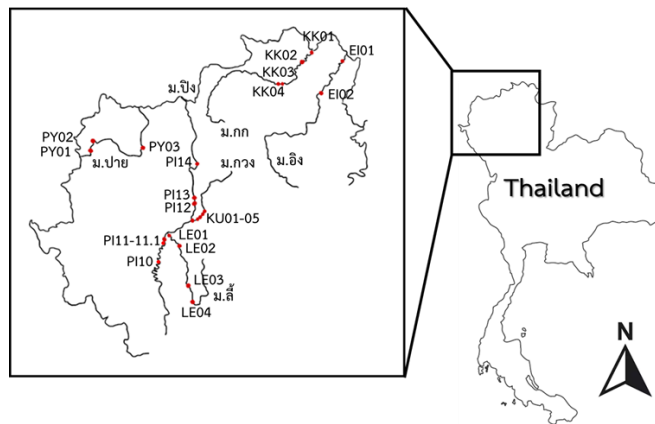 KK01
KK02
EI01
KK03
KK04
EI02
ม.ปิง
ม.กก
PY02
PY01
PY03
ม.ปาย
PI14
ม.กวง
ม.อิง
Thailand
PI13
PI12
KU01-05
LE01
PI11-11.1
LE02
PI10
LE03
ม.ลี้
LE04
N